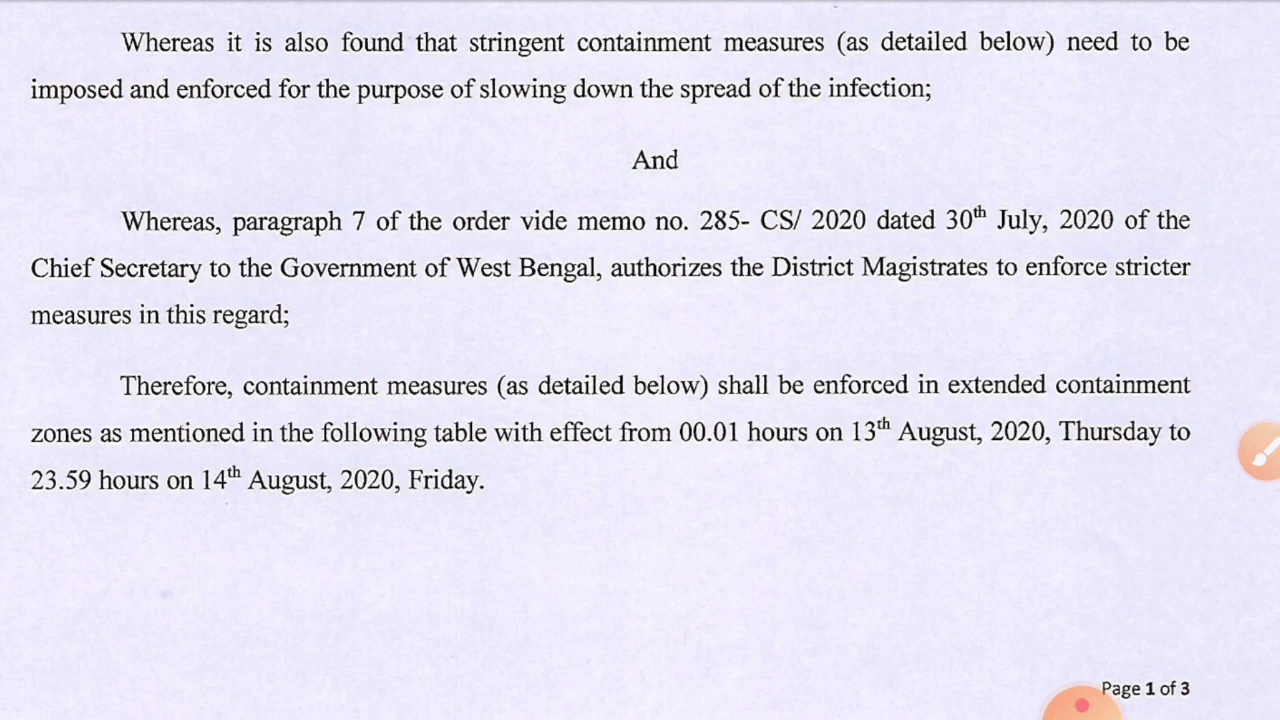 Whereas it is also found that stringent containment measures (as detailed below) need to be
imposed and enforced for the purpose of slowing down the spread of the infection;
And
Whereas, paragraph 7 of the order vide memo no. 285- CS/ 2020 dated 30th July, 2020 of the
Chief Secretary to the Government of West Bengal, authorizes the District Magistrates to enforce stricter
measures in this regard;
Therefore, containment measures (as detailed below) shall be enforced in extended containment
zones as mentioned in the following table with effect from 00.01 hours on 13th August, 2020, Thursday to
23.59 hours on 14th August, 2020, Friday.
Page 1 of 3